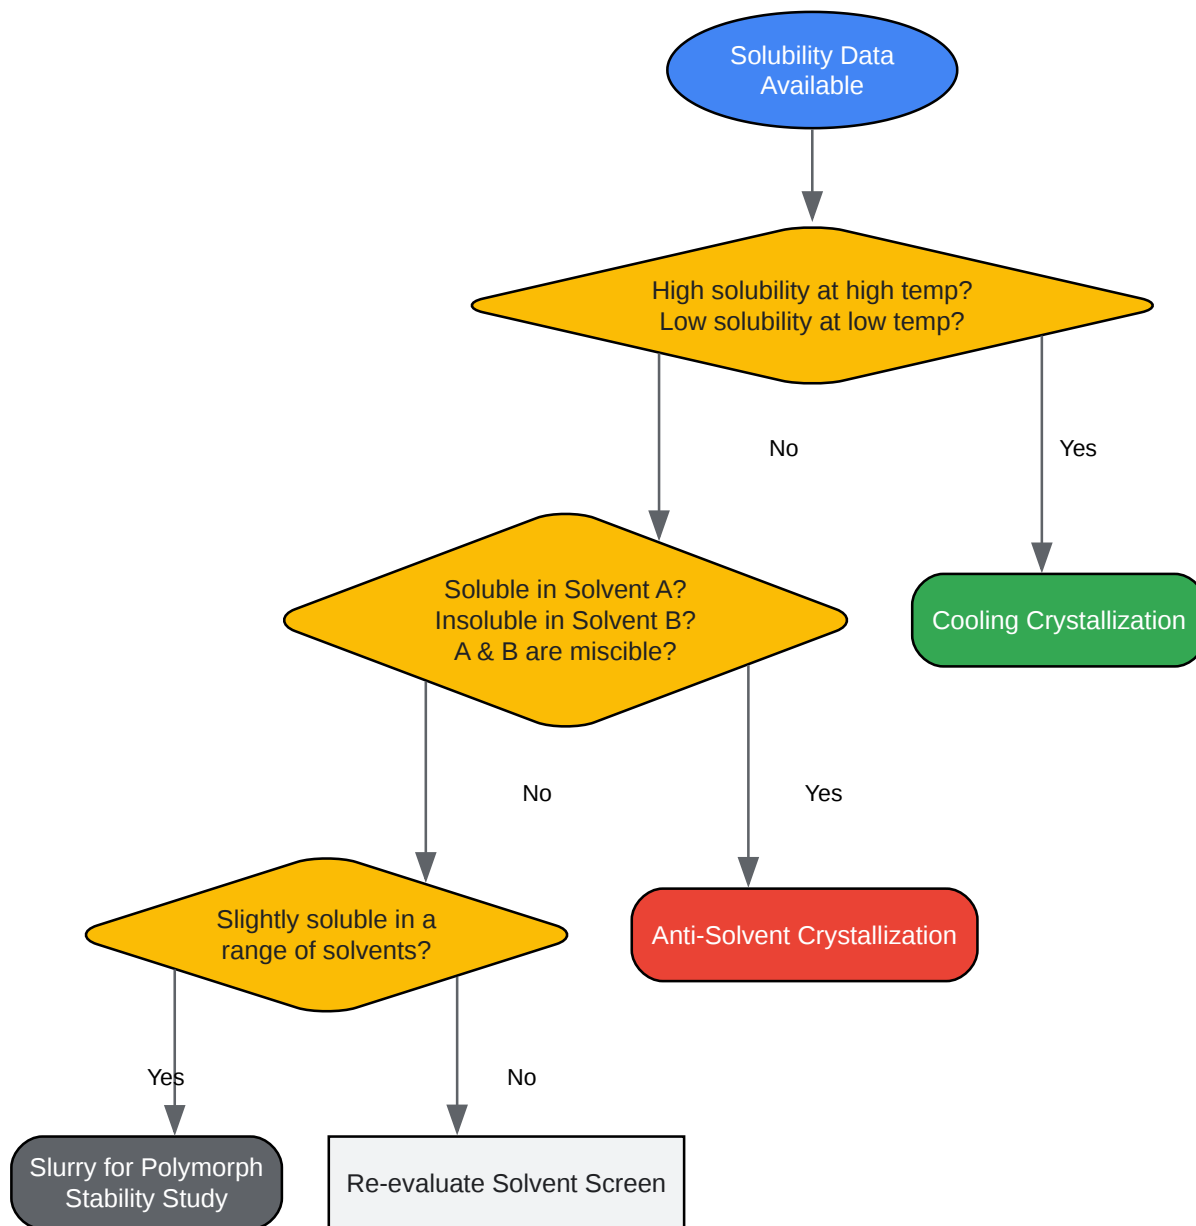 Solubility Data
Available
High solubility at high temp?
Low solubility at low temp?
No
Yes
Soluble in Solvent A?
Insoluble in Solvent B?
A & B are miscible?
Cooling Crystallization
No
Yes
Slightly soluble in a
range of solvents?
Anti-Solvent Crystallization
Yes
No
Slurry for Polymorph
Stability Study
Re-evaluate Solvent Screen